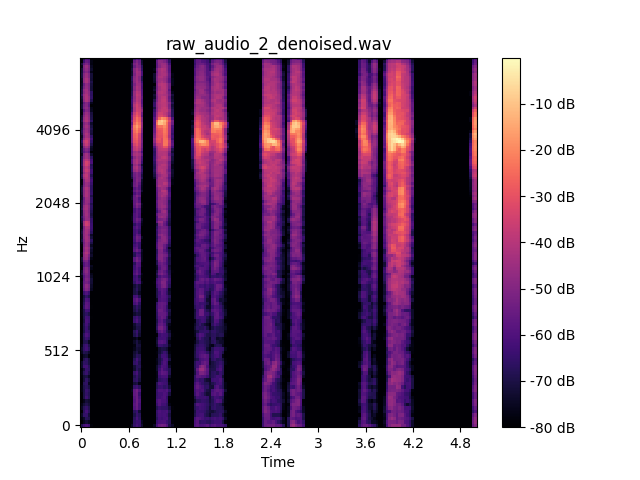 raw_audio_2_denoised.wav
Hz
4096
2048
1024
512
0
0 0.6 1.2 1.8 2.4 3 3.6 4.2 4.8
Time
-10 dB
-20 dB
-30 dB
-40 dB
-50 dB
-60 dB
-70 dB
-80 dB